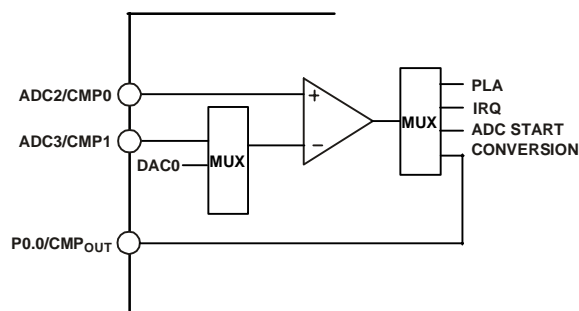 ADC2/CMP0
ADC3/CMP1
DAC0
MUX
+
–
MUX
PLA
IRQ
ADC START
CONVERSION
P0.0/CMPOUT